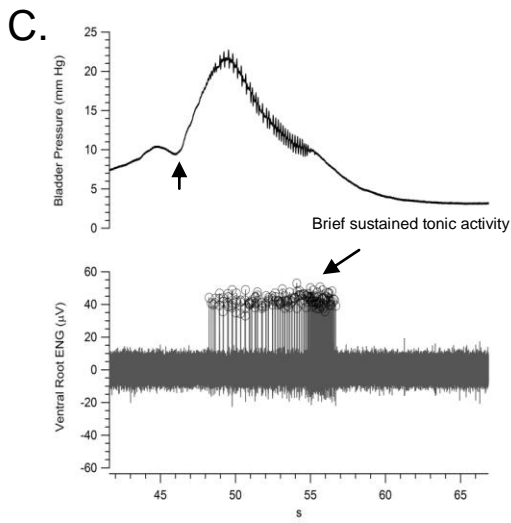 C.
25
20
15
10
5
0
Bladder Pressure (mm Hg)
Brief sustained tonic activity
60
40
20
0
-20
-40
-60
Ventral Root ENG (µV)
45 50 55 60 65
s